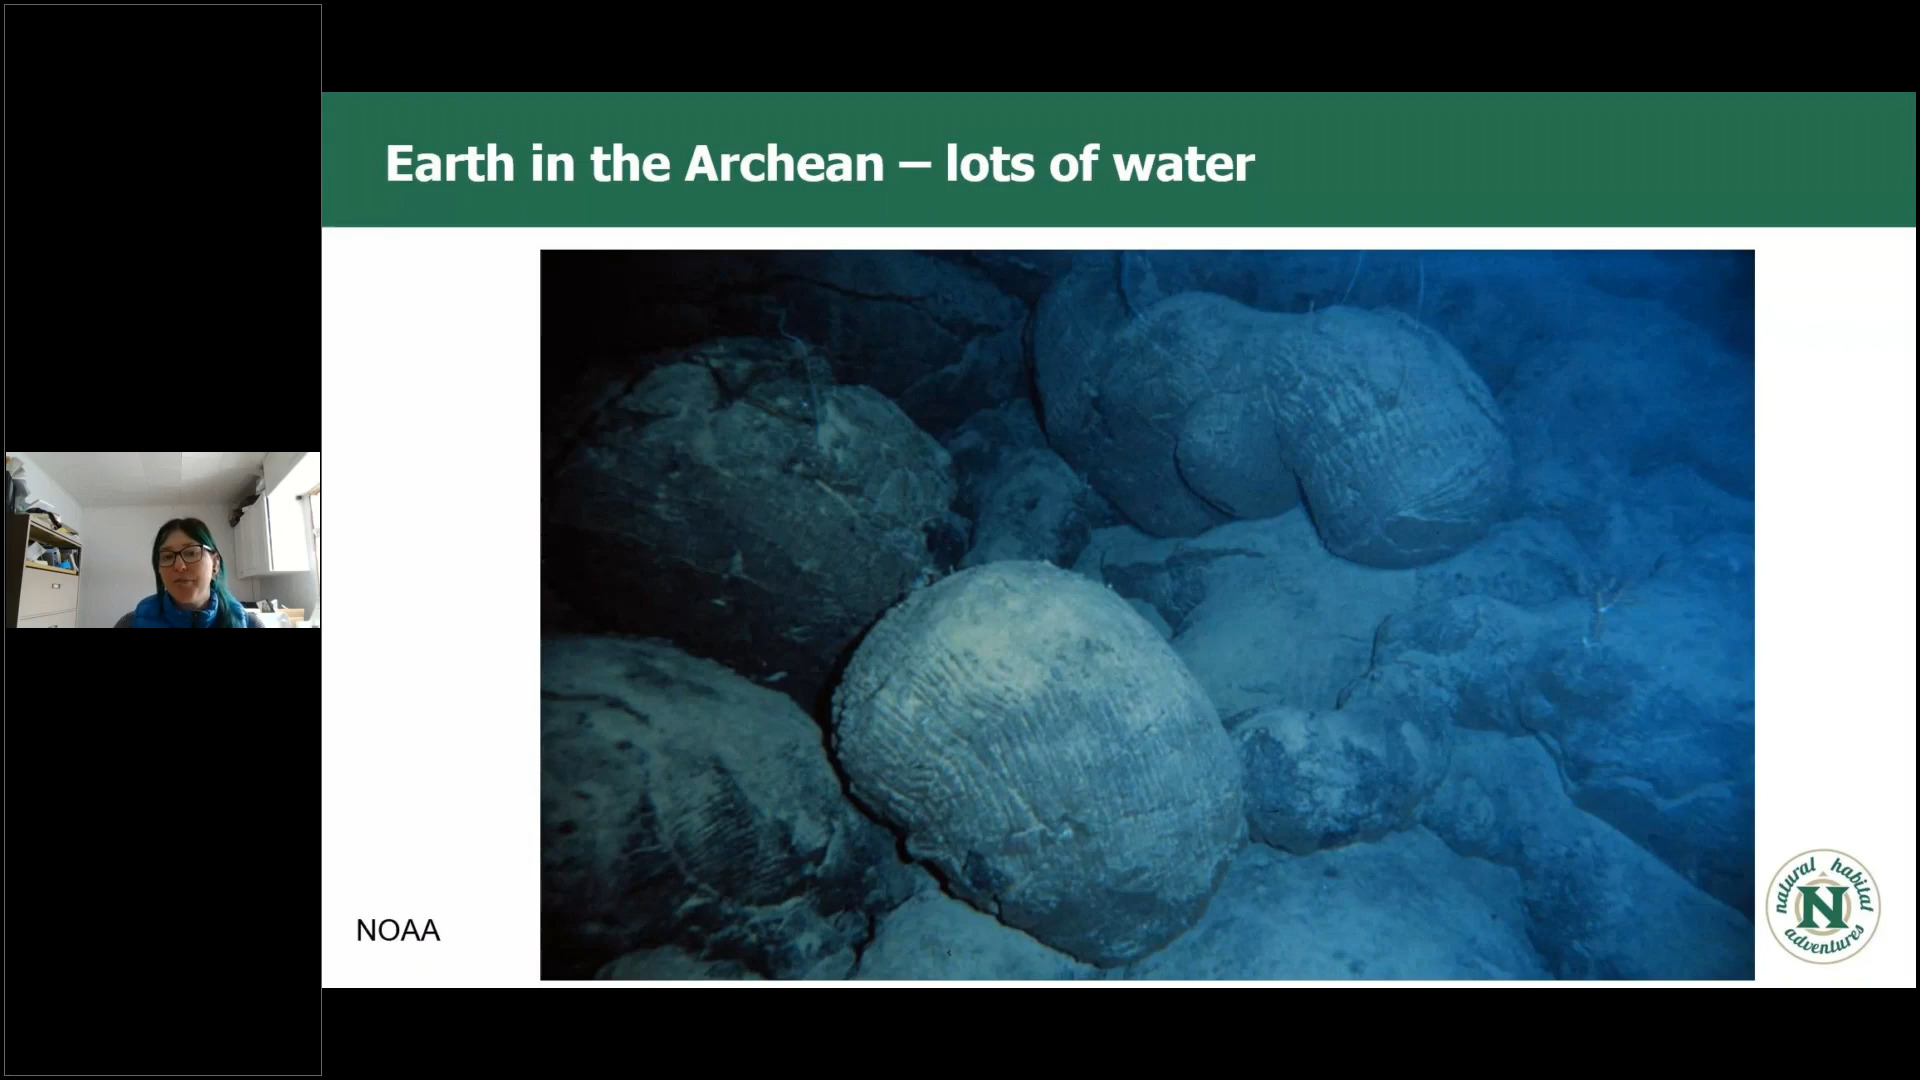 Earth in the Archean – lots of water
NOAA
natural habitat
N
adventures